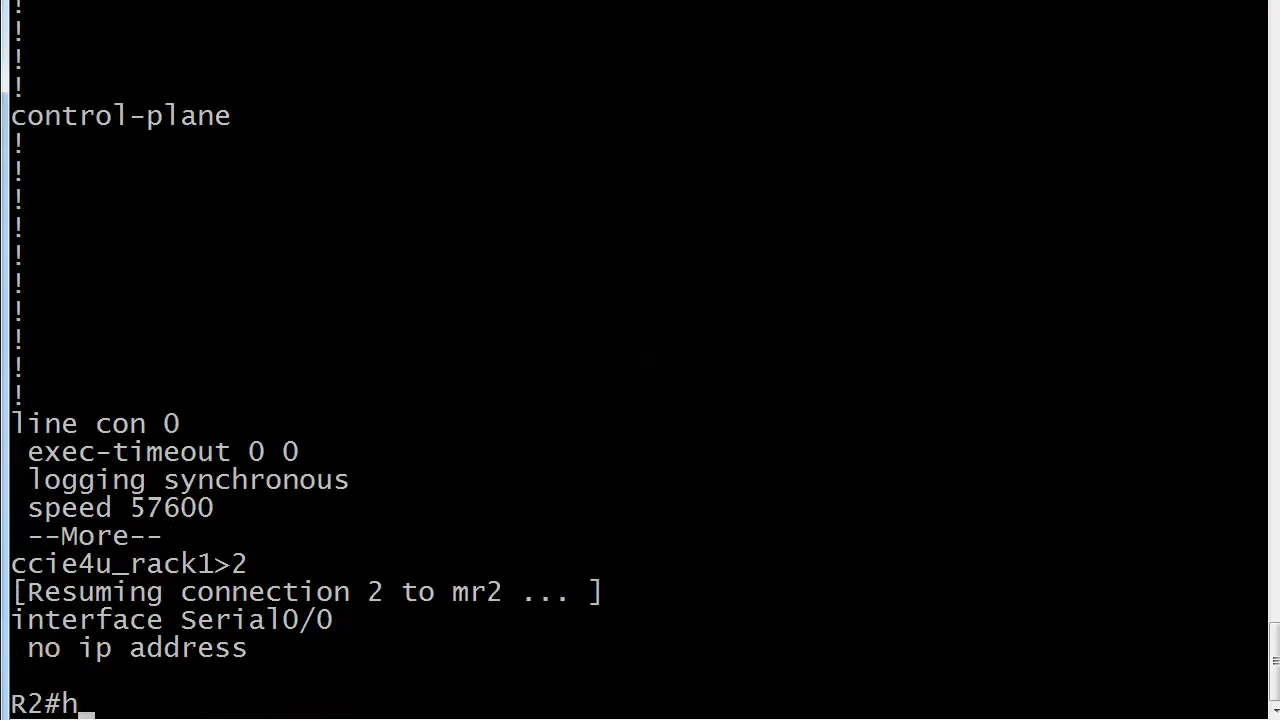 !
!
!
!
control-plane
!
!
!
!
!
!
!
!
!
!
line con 0
exec-timeout 0 0
logging synchronous
speed 57600
--More--
ccie4u_rack1>2
[Resuming connection 2 to mr2 ... ]
interface Serial0/0
no ip address
R2#h